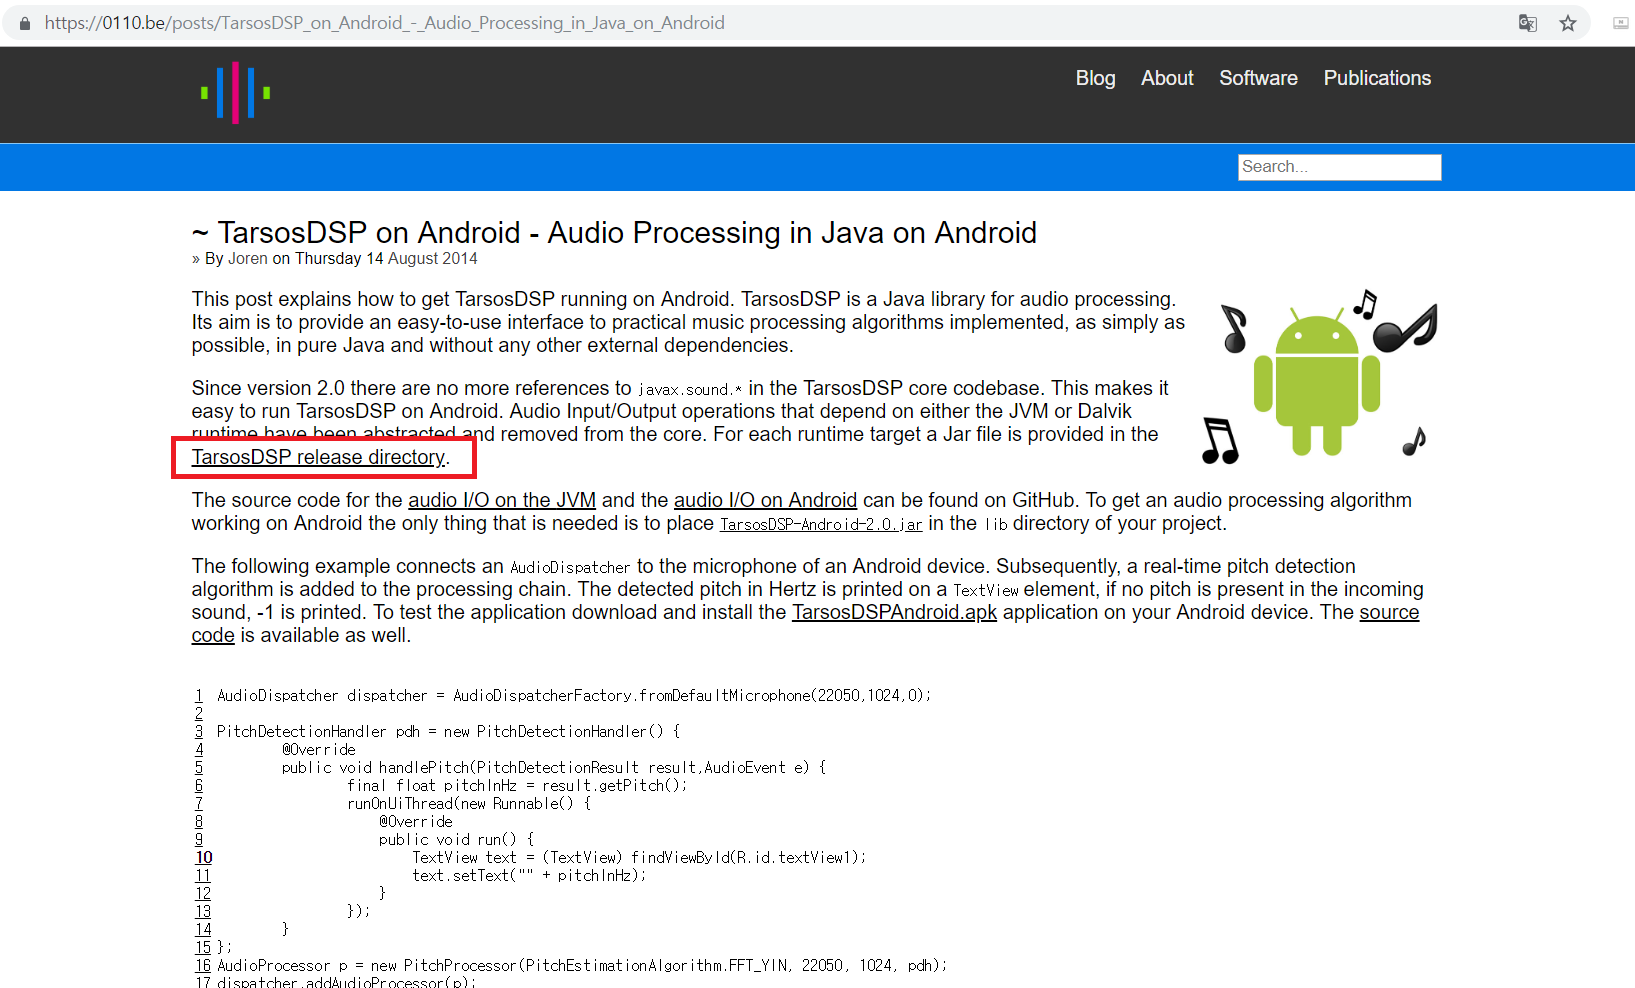 https://0110.be/posts/TarsosDSP_on_Android_-_Audio_Processing_in_Java_on_Android
Blog About Software Publications
Search...
~ TarsosDSP on Android - Audio Processing in Java on Android
» By Joren on Thursday 14 August 2014
This post explains how to get TarsosDSP running on Android. TarsosDSP is a Java library for audio processing.
Its aim is to provide an easy-to-use interface to practical music processing algorithms implemented, as simply as
possible, in pure Java and without any other external dependencies.
Since version 2.0 there are no more references to javax.sound.* in the TarsosDSP core codebase. This makes it
easy to run TarsosDSP on Android. Audio Input/Output operations that depend on either the JVM or Dalvik
runtime have been abstracted and removed from the core. For each runtime target a Jar file is provided in the
TarsosDSP release directory.
The source code for the audio I/O on the JVM and the audio I/O on Android can be found on GitHub. To get an audio processing algorithm
working on Android the only thing that is needed is to place TarsosDSP-Android-2.0.jar in the lib directory of your project.
The following example connects an AudioDispatcher to the microphone of an Android device. Subsequently, a real-time pitch detection
algorithm is added to the processing chain. The detected pitch in Hertz is printed on a TextView element, if no pitch is present in the incoming
sound, -1 is printed. To test the application download and install the TarsosDSPAndroid.apk application on your Android device. The source
code is available as well.
1 AudioDispatcher dispatcher = AudioDispatcherFactory.fromDefaultMicrophone(22050,1024,0);
2
3 PitchDetectionHandler pdh = new PitchDetectionHandler() {
4 @Override
5 public void handlePitch(PitchDetectionResult result,AudioEvent e) {
6 final float pitchInHz = result.getPitch();
7 runOnUiThread(new Runnable() {
8 @Override
9 public void run() {
10 TextView text = (TextView) findViewById(R.id.textView1);
11 text.setText("" + pitchInHz);
12 }
13 });
14 }
15 };
16 AudioProcessor p = new PitchProcessor(PitchEstimationAlgorithm.FFT_YIN, 22050, 1024, pdh);
17 dispatcher.addAudioProcessor(p);